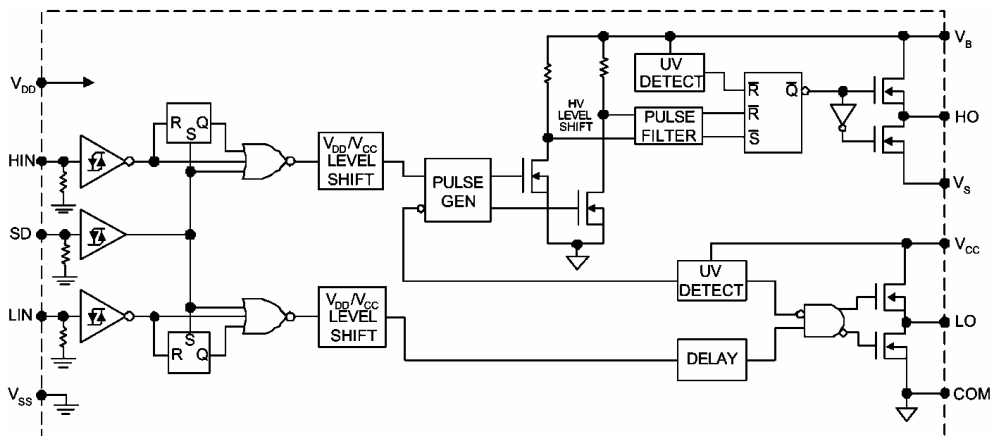 V_B
V_DD
UV
DETECT
R̅
Q̅
R
Q
S
HV
LEVEL
SHIFT
PULSE
FILTER
R̅
S̅
HO
HIN
V_DD/V_CC
LEVEL
SHIFT
PULSE
GEN
V_S
SD
V_CC
UV
DETECT
LIN
V_DD/V_CC
LEVEL
SHIFT
LO
S
R
Q
DELAY
V_SS
COM